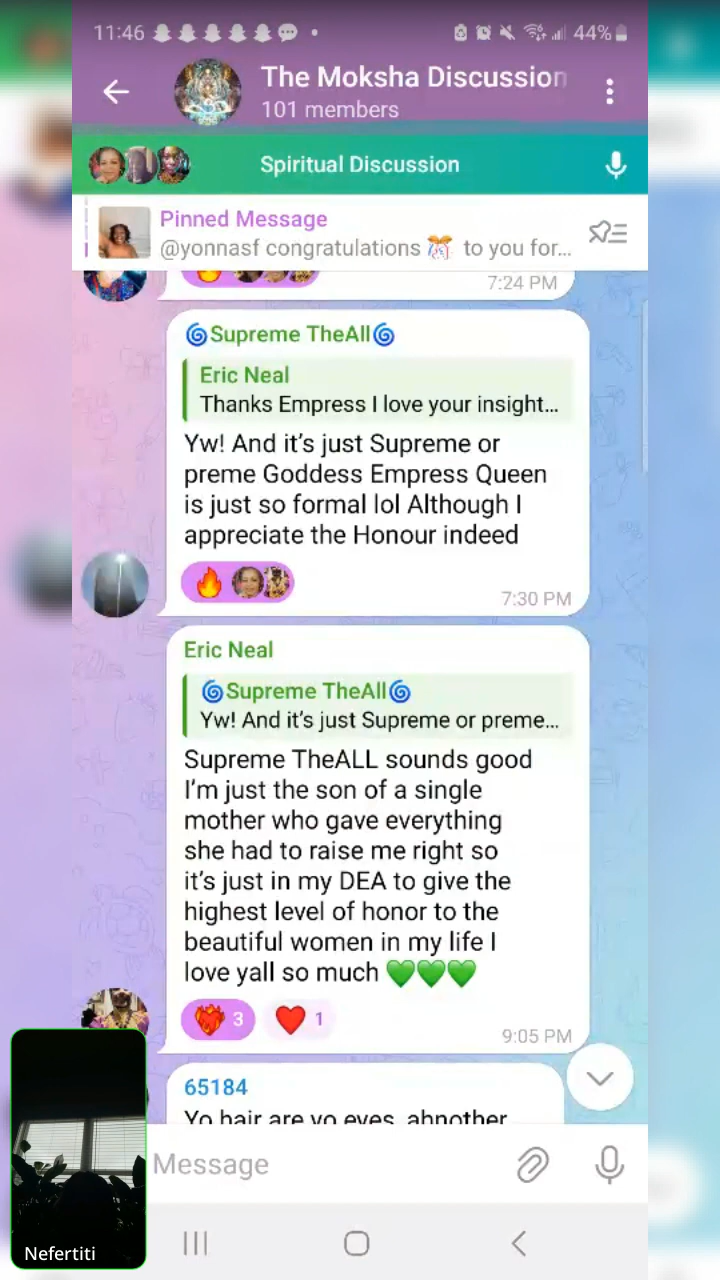 11:46
44%
The Moksha Discussion
101 members
Spiritual Discussion
Pinned Message
@yonnasf congratulations 🎊 to you for...
7:24 PM
🌀Supreme TheAll🌀
Eric Neal
Thanks Empress I love your insight...
Yw! And it's just Supreme or
preme Goddess Empress Queen
is just so formal lol Although I
appreciate the Honour indeed
7:30 PM
Eric Neal
🌀Supreme TheAll🌀
Yw! And it's just Supreme or preme...
Supreme TheALL sounds good
I'm just the son of a single
mother who gave everything
she had to raise me right so
it's just in my DEA to give the
highest level of honor to the
beautiful women in my life I
love yall so much 💚💚💚
3
1
9:05 PM
65184
Yo hair are yo eyes, ahnother
Message
Nefertiti